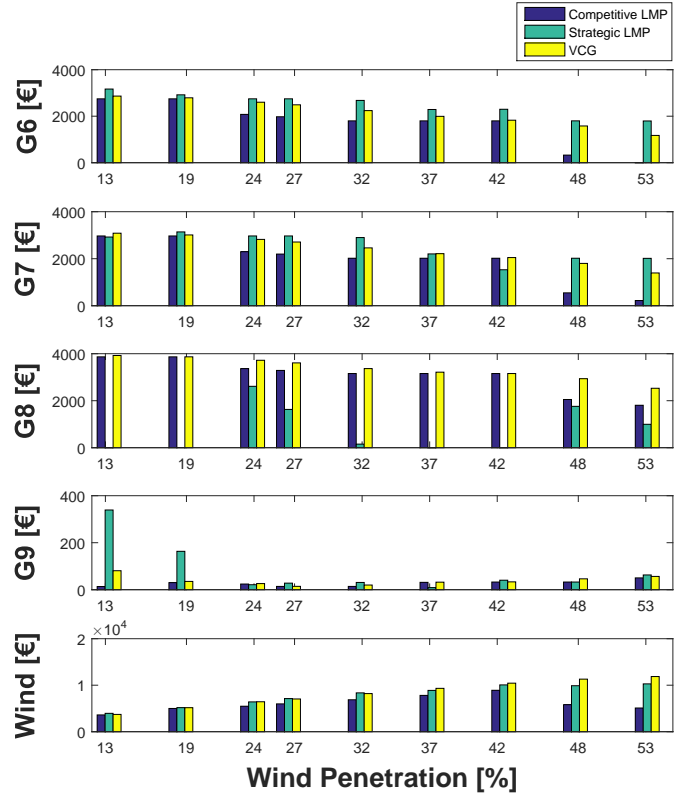 Competitive LMP
Strategic LMP
VCG
G6 [€]
4000
2000
0
13 19 24 27 32 37 42 48 53
G7 [€]
4000
2000
0
13 19 24 27 32 37 42 48 53
G8 [€]
4000
2000
0
13 19 24 27 32 37 42 48 53
G9 [€]
400
200
0
13 19 24 27 32 37 42 48 53
Wind [€]
×10⁴
2
1
0
13 19 24 27 32 37 42 48 53
Wind Penetration [%]